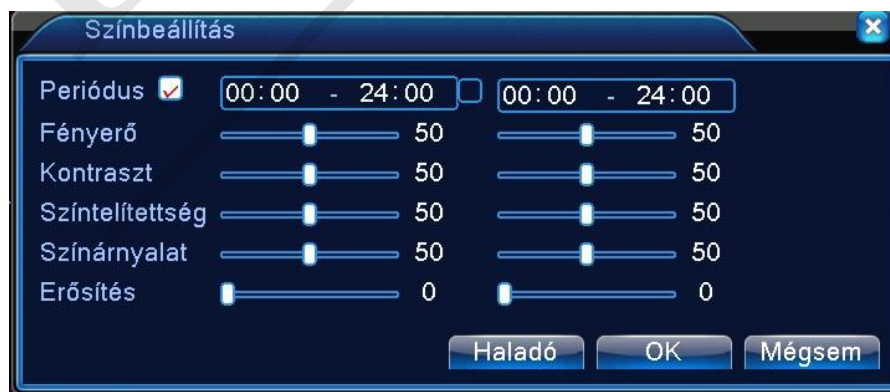 Színbeállítás
Periódus 00:00 - 24:00 00:00 - 24:00
Fényerő 50 50
Kontraszt 50 50
Színtelítettség 50 50
Színárnyalat 50 50
Erősítés 0 0
Haladó OK Mégsem